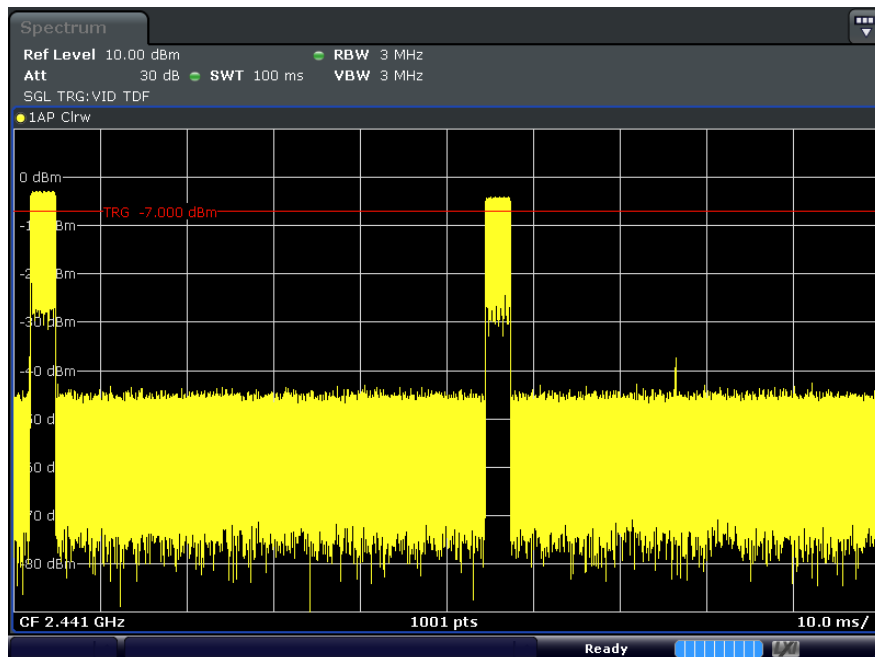 Spectrum
Ref Level 10.00 dBm RBW 3 MHz
Att 30 dB SWT 100 ms VBW 3 MHz
SGL TRG:VID TDF
1AP Clrw
0 dBm
TRG -7.000 dBm
-40 dBm
-80 dBm
CF 2.441 GHz 1001 pts 10.0 ms/
Ready
LXI